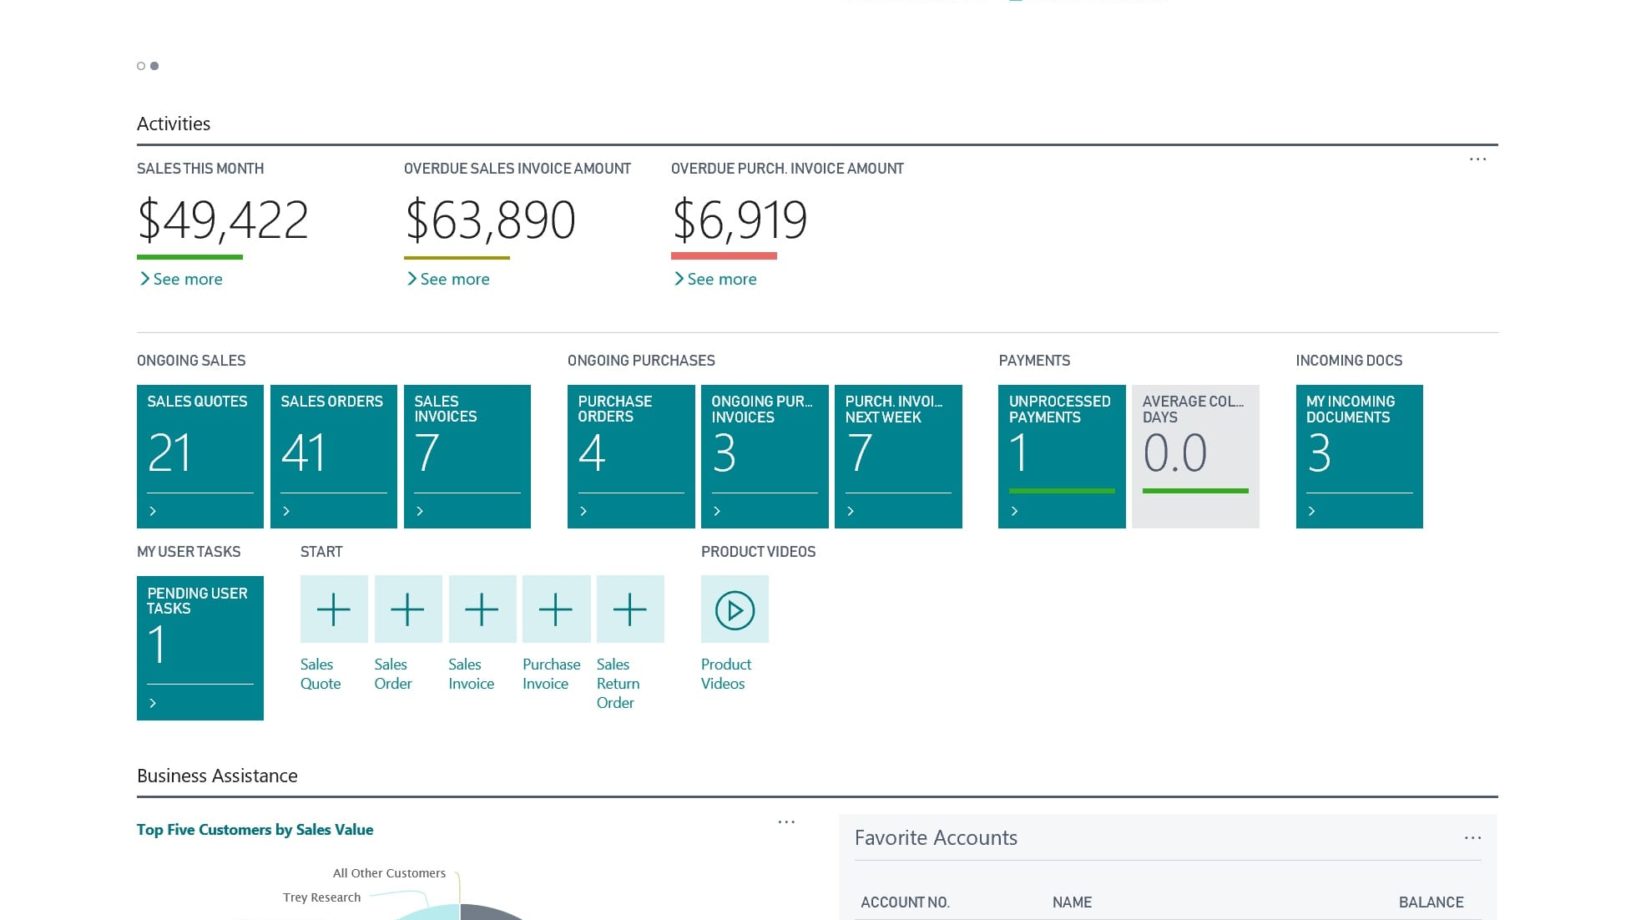 Activities
SALES THIS MONTH
$49,422
See more
OVERDUE SALES INVOICE AMOUNT
$63,890
See more
OVERDUE PURCH. INVOICE AMOUNT
$6,919
See more
ONGOING SALES
SALES QUOTES
21
SALES ORDERS
41
SALES
INVOICES
7
ONGOING PURCHASES
PURCHASE
ORDERS
4
ONGOING PUR...
INVOICES
3
PURCH. INVOI...
NEXT WEEK
7
PAYMENTS
UNPROCESSED
PAYMENTS
1
AVERAGE COL...
DAYS
0.0
INCOMING DOCS
MY INCOMING
DOCUMENTS
3
MY USER TASKS
PENDING USER
TASKS
1
START
Sales
Quote
Sales
Order
Sales
Invoice
Purchase
Invoice
Sales
Return
Order
PRODUCT VIDEOS
Product
Videos
Business Assistance
Top Five Customers by Sales Value
All Other Customers
Trey Research
Favorite Accounts
ACCOUNT NO. NAME BALANCE